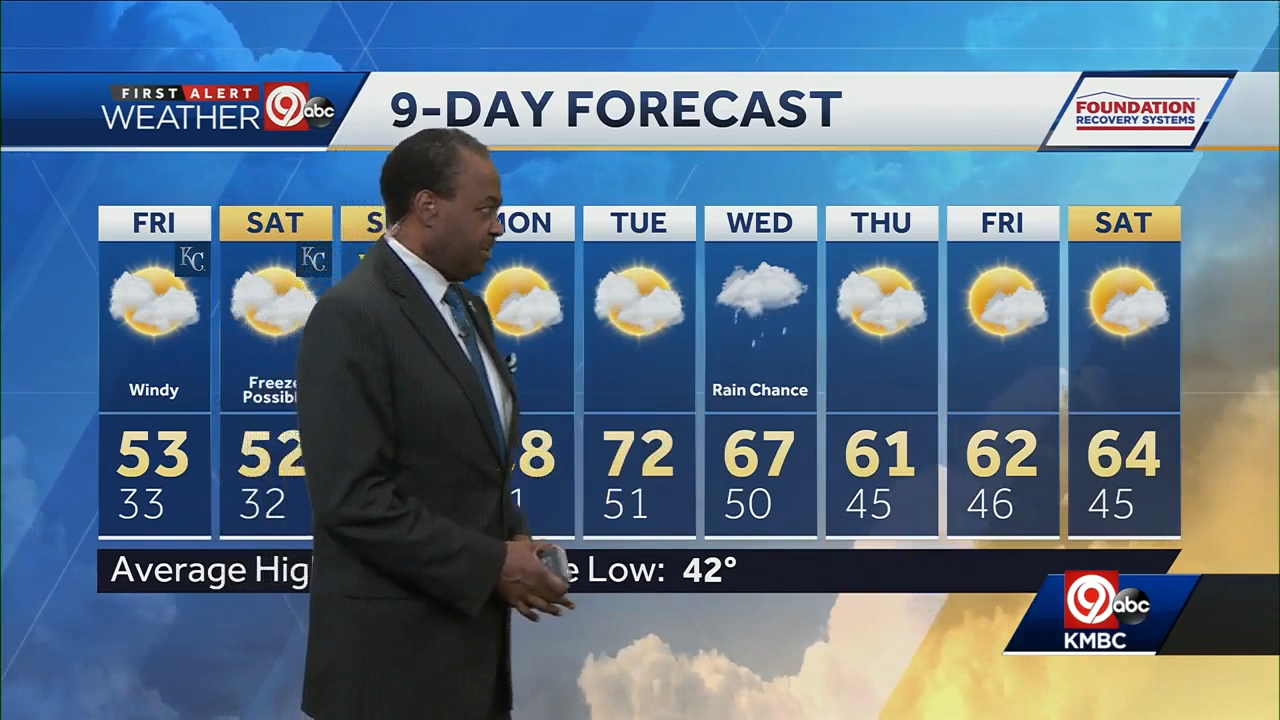 FIRST ALERT
WEATHER 9 abc
9-DAY FORECAST
FOUNDATION
RECOVERY SYSTEMS
FRI SAT MON TUE WED THU FRI SAT
KC KC
Windy
Freeze
Possible
Rain Chance
53 52 72 67 61 62 64
33 32 51 50 45 46 45
Average Low: 42°
9 abc
KMBC